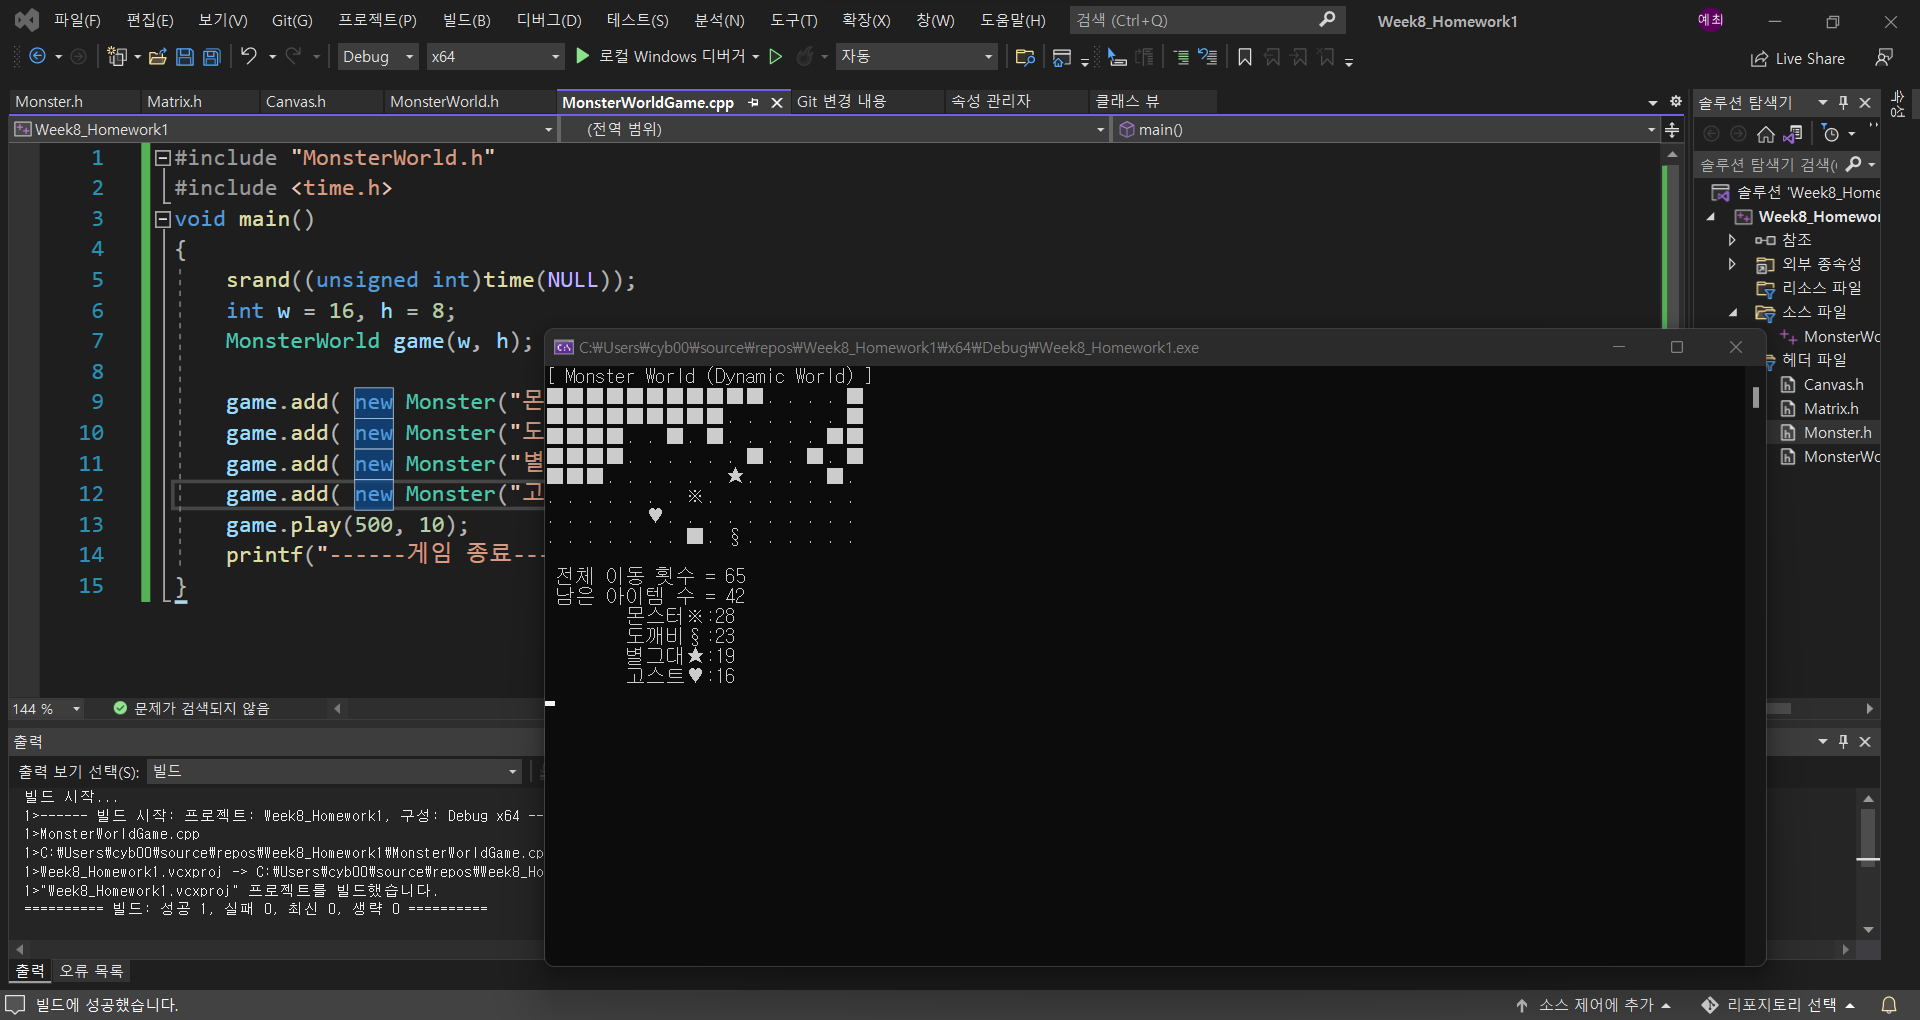 파일(F) 편집(E) 보기(V) Git(G) 프로젝트(P) 빌드(B) 디버그(D) 테스트(S) 분석(N) 도구(T) 확장(X) 창(W) 도움말(H) 검색 (Ctrl+Q) Week8_Homework1 예최
Debug x64 로컬 Windows 디버거 자동 Live Share
Monster.h Matrix.h Canvas.h MonsterWorld.h MonsterWorldGame.cpp Git 변경 내용 속성 관리자 클래스 뷰
Week8_Homework1 (전역 범위) main()
1 #include "MonsterWorld.h"
2 #include <time.h>
3 void main()
4 {
5 srand((unsigned int)time(NULL));
6 int w = 16, h = 8;
7 MonsterWorld game(w, h);
8
9 game.add( new Monster("몬
10 game.add( new Monster("도
11 game.add( new Monster("별
12 game.add( new Monster("고
13 game.play(500, 10);
14 printf("------게임 종료--
15 }
144 % 문제가 검색되지 않음
C:₩Users₩cyb00₩source₩repos₩Week8_Homework1₩x64₩Debug₩Week8_Homework1.exe
[ Monster World (Dynamic World) ]
■■■■■■■■■■■....■
■■■■■■■■■......■
■■■■..■.■.....■■
■■■■......■..■.■
■■■......★....■.
.......※........
.....♥..........
.......■.§......
전체 이동 횟수 = 65
남은 아이템 수 = 42
몬스터※:28
도깨비§:23
별그대★:19
고스트♥:16
솔루션 탐색기
솔루션 탐색기 검색(
솔루션 'Week8_Home
Week8_Homewor
참조
외부 종속성
리소스 파일
소스 파일
MonsterWo
헤더 파일
Canvas.h
Matrix.h
Monster.h
MonsterWo
속성
출력
출력 보기 선택(S): 빌드
빌드 시작...
1>------ 빌드 시작: 프로젝트: Week8_Homework1, 구성: Debug x64 --
1>MonsterWorldGame.cpp
1>C:₩Users₩cyb00₩source₩repos₩Week8_Homework1₩MonsterWorldGame.cp
1>Week8_Homework1.vcxproj -> C:₩Users₩cyb00₩source₩repos₩Week8_Ho
1>"Week8_Homework1.vcxproj" 프로젝트를 빌드했습니다.
========== 빌드: 성공 1, 실패 0, 최신 0, 생략 0 ==========
출력 오류 목록
빌드에 성공했습니다. 소스 제어에 추가 리포지토리 선택